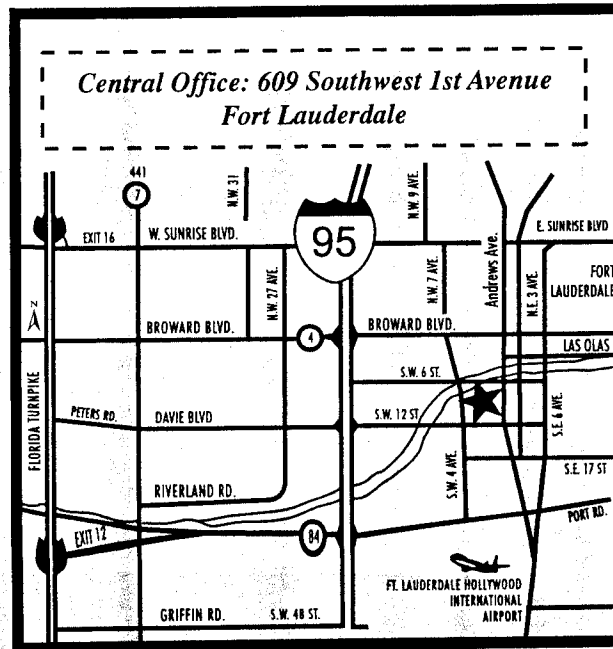 Central Office: 609 Southwest 1st Avenue
Fort Lauderdale
441
7
N.W. 31
N.W. 9 AVE.
EXIT 16
W. SUNRISE BLVD.
95
E. SUNRISE BLVD
N.W. 27 AVE.
N.W. 7 AVE.
Andrews Ave.
N.E. 3 AVE.
FORT
LAUDERDALE
N
BROWARD BLVD.
4
BROWARD BLVD.
LAS OLAS
S.W. 6 ST.
FLORIDA TURNPIKE
PETERS RD.
DAVIE BLVD
S.W. 12 ST.
S.E. 6 AVE.
S.W. 4 AVE.
S.E. 17 ST
RIVERLAND RD.
PORT RD.
EXIT 12
84
FT. LAUDERDALE HOLLYWOOD
INTERNATIONAL
AIRPORT
GRIFFIN RD.
S.W. 48 ST.